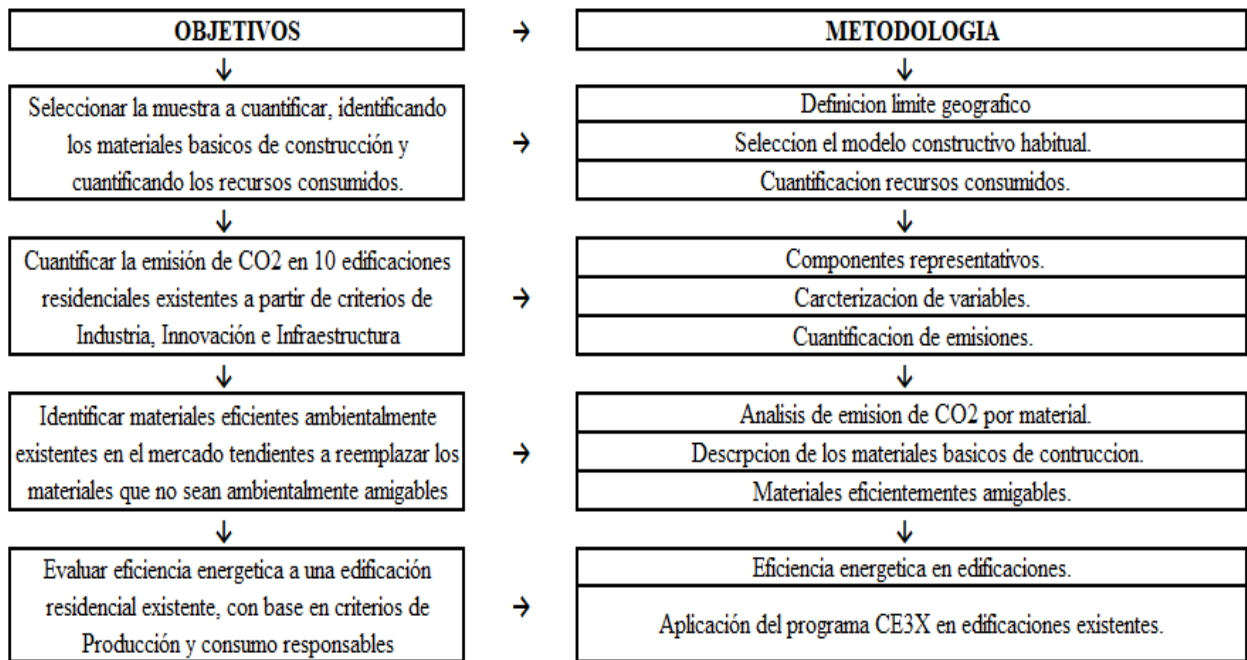 OBJETIVOS → METODOLOGIA
↓ ↓
Seleccionar la muestra a cuantificar, identificando
los materiales basicos de construcción y
cuantificando los recursos consumidos.
→
Definicion limite geografico
Seleccion el modelo constructivo habitual.
Cuantificacion recursos consumidos.
↓ ↓
Cuantificar la emisión de CO2 en 10 edificaciones
residenciales existentes a partir de criterios de
Industria, Innovación e Infraestructura
→
Componentes representativos.
Carcterizacion de variables.
Cuantificacion de emisiones.
↓ ↓
Identificar materiales eficientes ambientalmente
existentes en el mercado tendientes a reemplazar los
materiales que no sean ambientalmente amigables
→
Analisis de emision de CO2 por material.
Descrpcion de los materiales basicos de contruccion.
Materiales eficientementes amigables.
↓ ↓
Evaluar eficiencia energetica a una edificación
residencial existente, con base en criterios de
Producción y consumo responsables
→
Eficiencia energetica en edificaciones.
Aplicación del programa CE3X en edificaciones existentes.